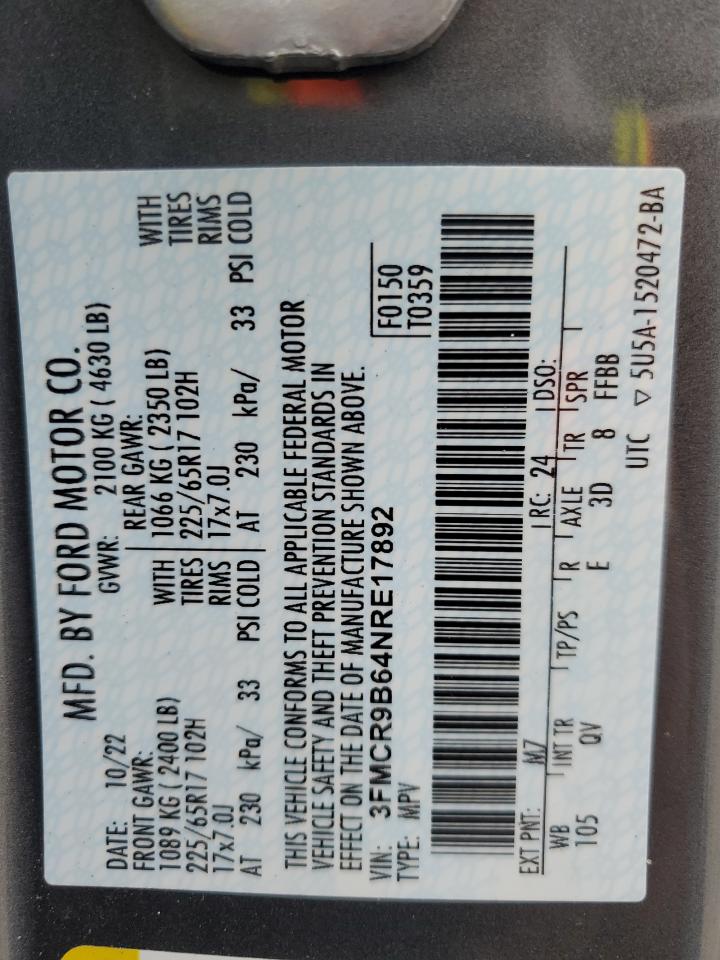 MFD. BY FORD MOTOR CO.
DATE: 10/22 GVWR: 2100 KG ( 4630 LB)
FRONT GAWR: REAR GAWR:
1089 KG ( 2400 LB) WITH 1066 KG ( 2350 LB) WITH
225/65R17 102H TIRES 225/65R17 102H TIRES
17x7.0J RIMS 17x7.0J RIMS
AT 230 kPa/ 33 PSI COLD AT 230 kPa/ 33 PSI COLD
THIS VEHICLE CONFORMS TO ALL APPLICABLE FEDERAL MOTOR
VEHICLE SAFETY AND THEFT PREVENTION STANDARDS IN
EFFECT ON THE DATE OF MANUFACTURE SHOWN ABOVE.
VIN: 3FMCR9B64NRE17892 F0150
TYPE: MPV T0359
EXT PNT: M7 RC: 24 DSO:
WB INT TR TP/PS R AXLE TR SPR
105 QV E 3D 8 FFBB
UTC ▽ 5U5A-1520472-BA